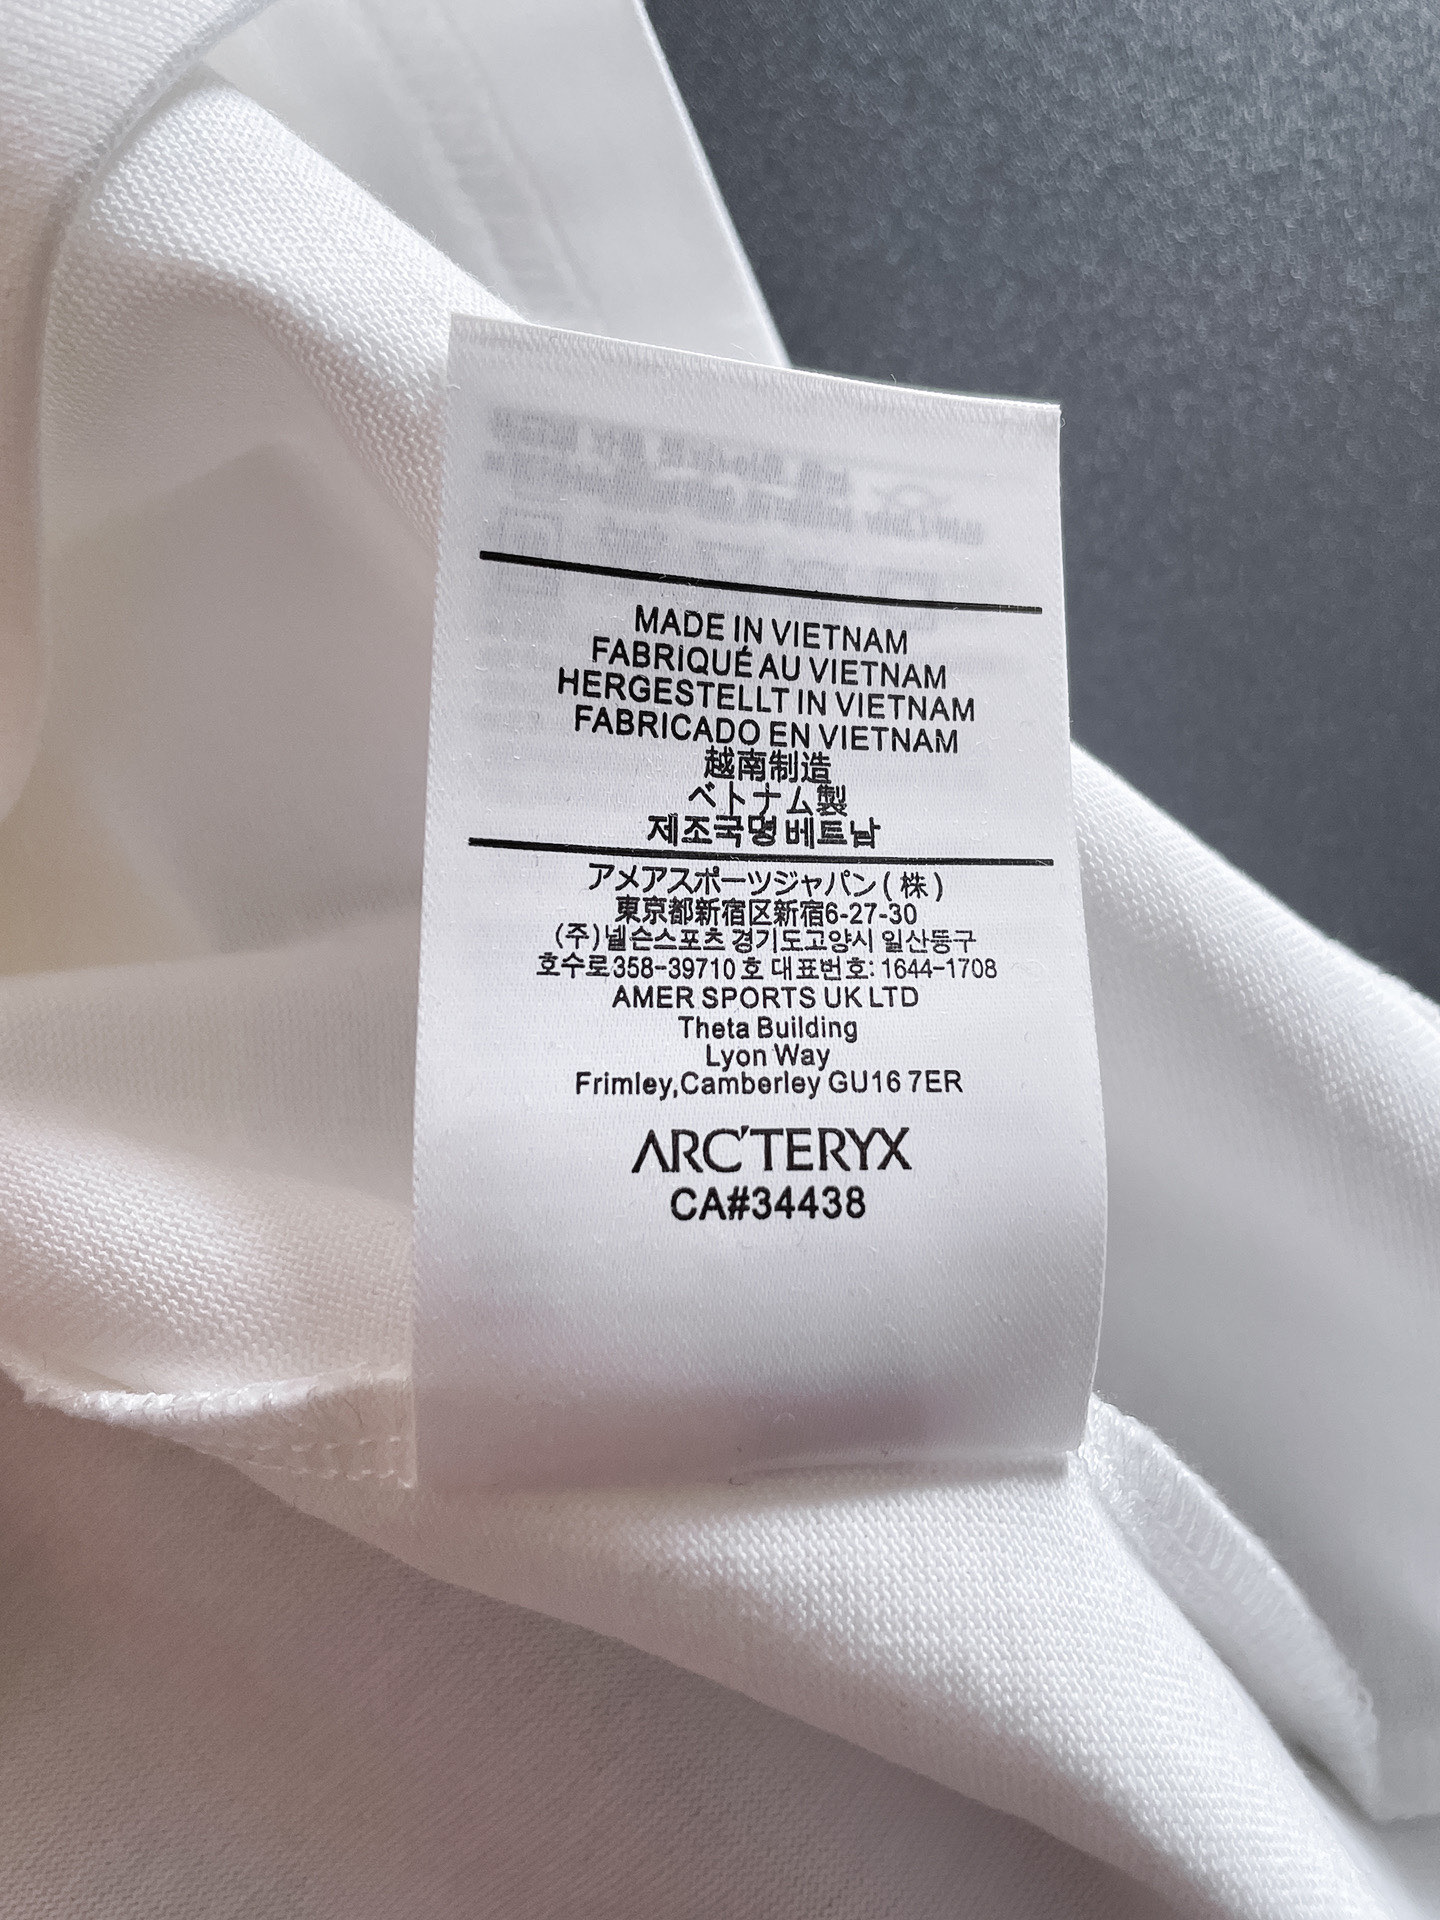 MADE IN VIETNAM
FABRIQUÉ AU VIETNAM
HERGESTELLT IN VIETNAM
FABRICADO EN VIETNAM
越南制造
ベトナム製
제조국명 베트남
アメアスポーツジャパン(株)
東京都新宿区新宿6-27-30
(주)넬슨스포츠 경기도고양시 일산동구
호수로358-39710호 대표번호: 1644-1708
AMER SPORTS UK LTD
Theta Building
Lyon Way
Frimley,Camberley GU16 7ER
ARC'TERYX
CA#34438